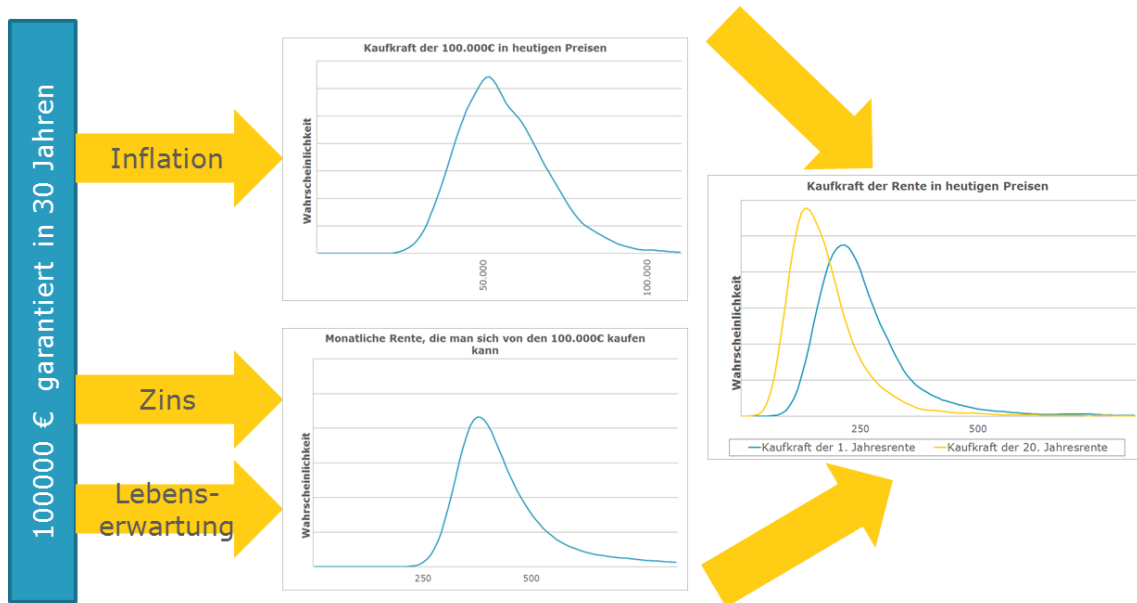 100000 € garantiert in 30 Jahren
Inflation
Zins
Lebens-
erwartung
Kaufkraft der 100.000€ in heutigen Preisen
Wahrscheinlichkeit
50.000
100.000
Monatliche Rente, die man sich von den 100.000€ kaufen
kann
Wahrscheinlichkeit
250
500
Kaufkraft der Rente in heutigen Preisen
Wahrscheinlichkeit
250
500
Kaufkraft der 1. Jahresrente
Kaufkraft der 20. Jahresrente